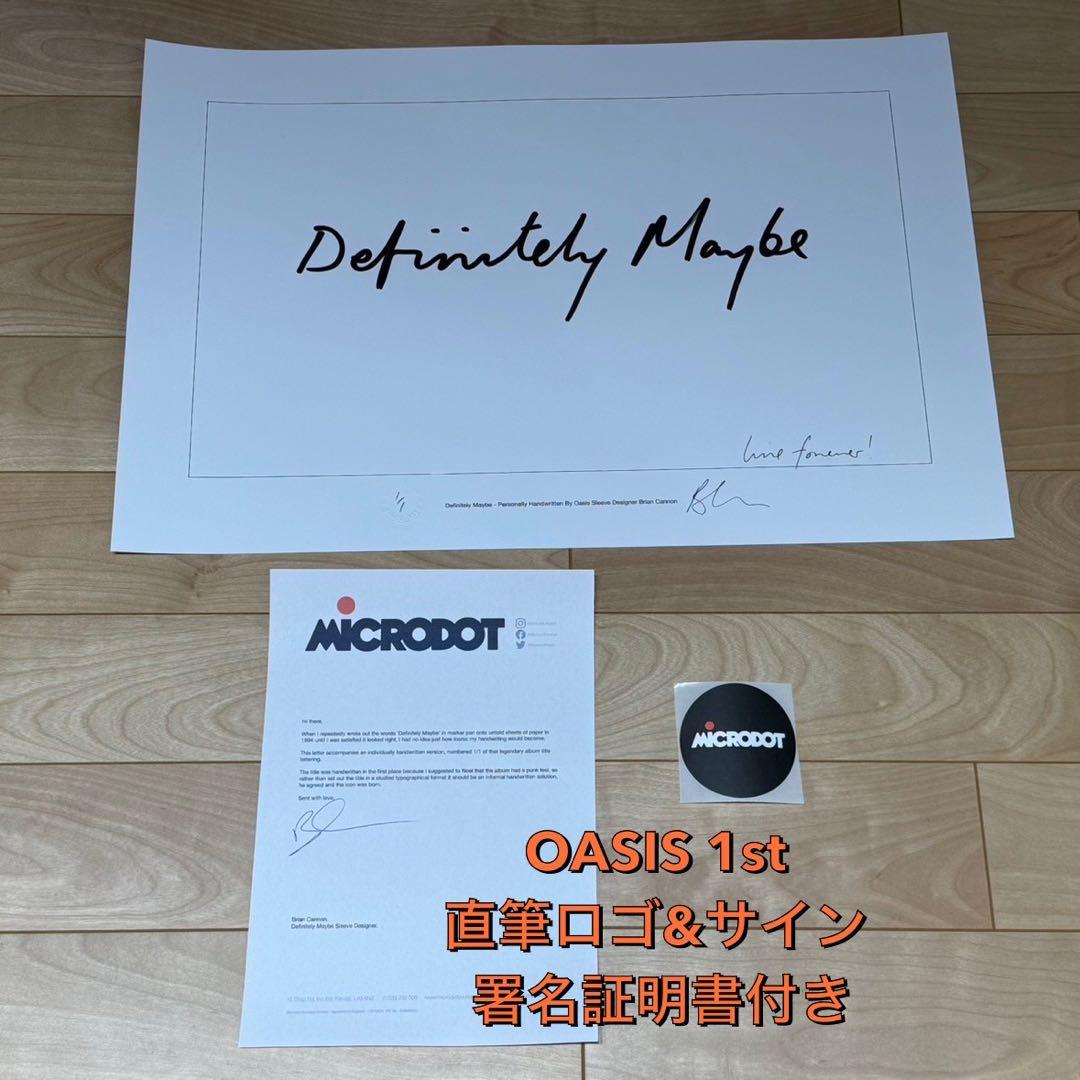 Definitely Maybe
Live forever!
1/1
Definitely Maybe - Personally Handwritten By Oasis Sleeve Designer Brian Cannon
MICRODOT
Hi there,
When I repeatedly wrote out the words 'Definitely Maybe' in marker pen onto untold sheets of paper in
1994 until I was satisfied it looked right, I had no idea just how iconic my handwriting would become.
This letter accompanies an individually handwritten version, numbered 1/1 of that legendary album title
lettering.
The title was handwritten in the first place because I suggested to Noel that the album had a punk feel, so
rather than set out the title in a studied typographical format it should be an informal handwritten solution,
he agreed and the icon was born.
Sent with love,
Brian Cannon.
Definitely Maybe Sleeve Designer.
MICRODOT
OASIS 1st
直筆ロゴ&サイン
署名証明書付き